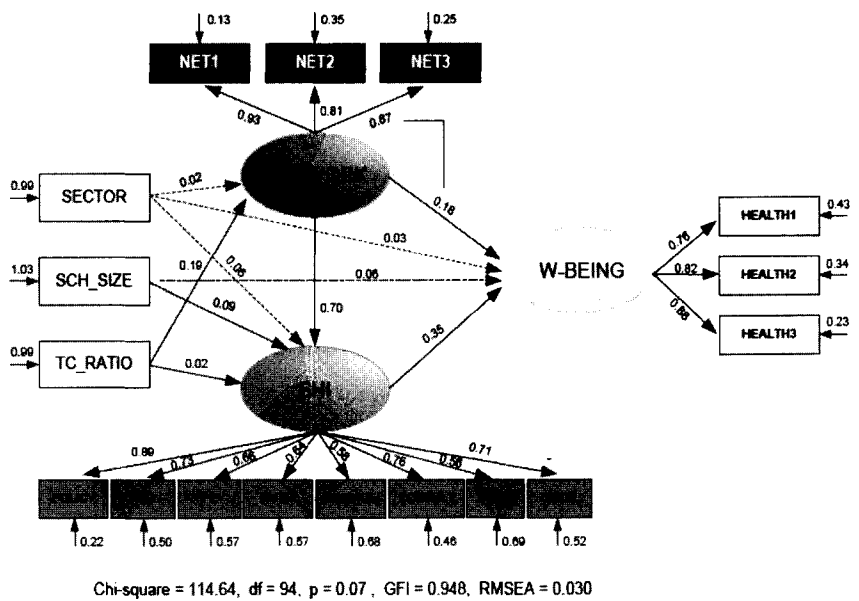 0.13 0.35 0.25
NET1 NET2 NET3
0.93 0.81 0.87
0.99 SECTOR 0.02
0.18
0.03
HEALTH1 0.43
0.76
1.03 SCH_SIZE 0.19 0.06 0.06
W-BEING
0.82 HEALTH2 0.34
0.09
0.70
0.88
HEALTH3 0.23
0.99 TC_RATIO 0.02
0.35
0.89 0.73 0.66 0.64 0.58 0.76 0.56 0.71
0.22 0.50 0.57 0.57 0.68 0.46 0.69 0.52
Chi-square = 114.64, df = 94, p = 0.07 , GFI = 0.948, RMSEA = 0.030